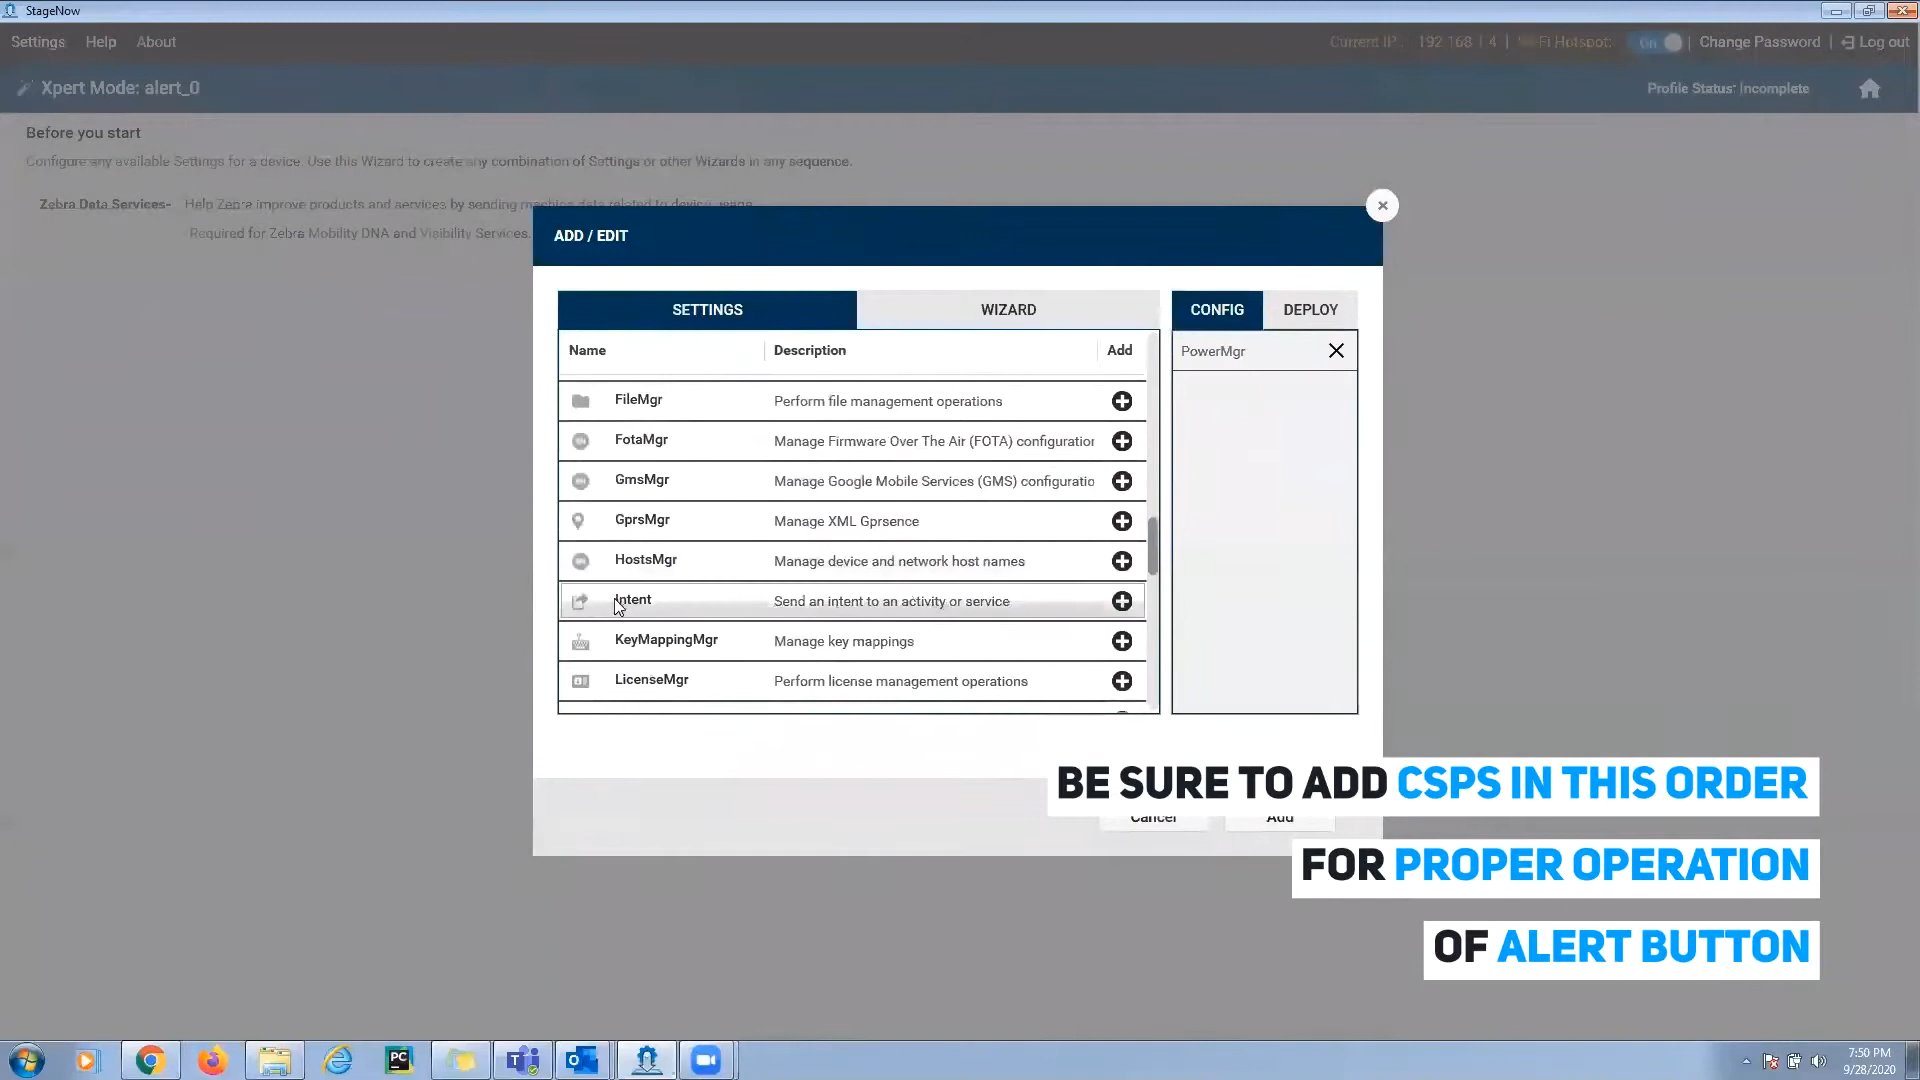 StageNow
Settings Help About
Current IP: 192.168.1.4 | Wi-Fi Hotspot: On | Change Password | Log out
Xpert Mode: alert_0
Profile Status: Incomplete
Before you start
Configure any available Settings for a device. Use this Wizard to create any combination of Settings or other Wizards in any sequence.
Zebra Data Services- Help Zebra improve products and services by sending machine data related to device usage.
Required for Zebra Mobility DNA and Visibility Services.
ADD / EDIT
SETTINGS WIZARD CONFIG DEPLOY
Name Description Add
PowerMgr
FileMgr Perform file management operations
FotaMgr Manage Firmware Over The Air (FOTA) configuration
GmsMgr Manage Google Mobile Services (GMS) configuratio
GprsMgr Manage XML Gprsence
HostsMgr Manage device and network host names
Intent Send an intent to an activity or service
KeyMappingMgr Manage key mappings
LicenseMgr Perform license management operations
BE SURE TO ADD CSPS IN THIS ORDER
Cancel Add
FOR PROPER OPERATION
OF ALERT BUTTON
PC
7:50 PM
9/28/2020